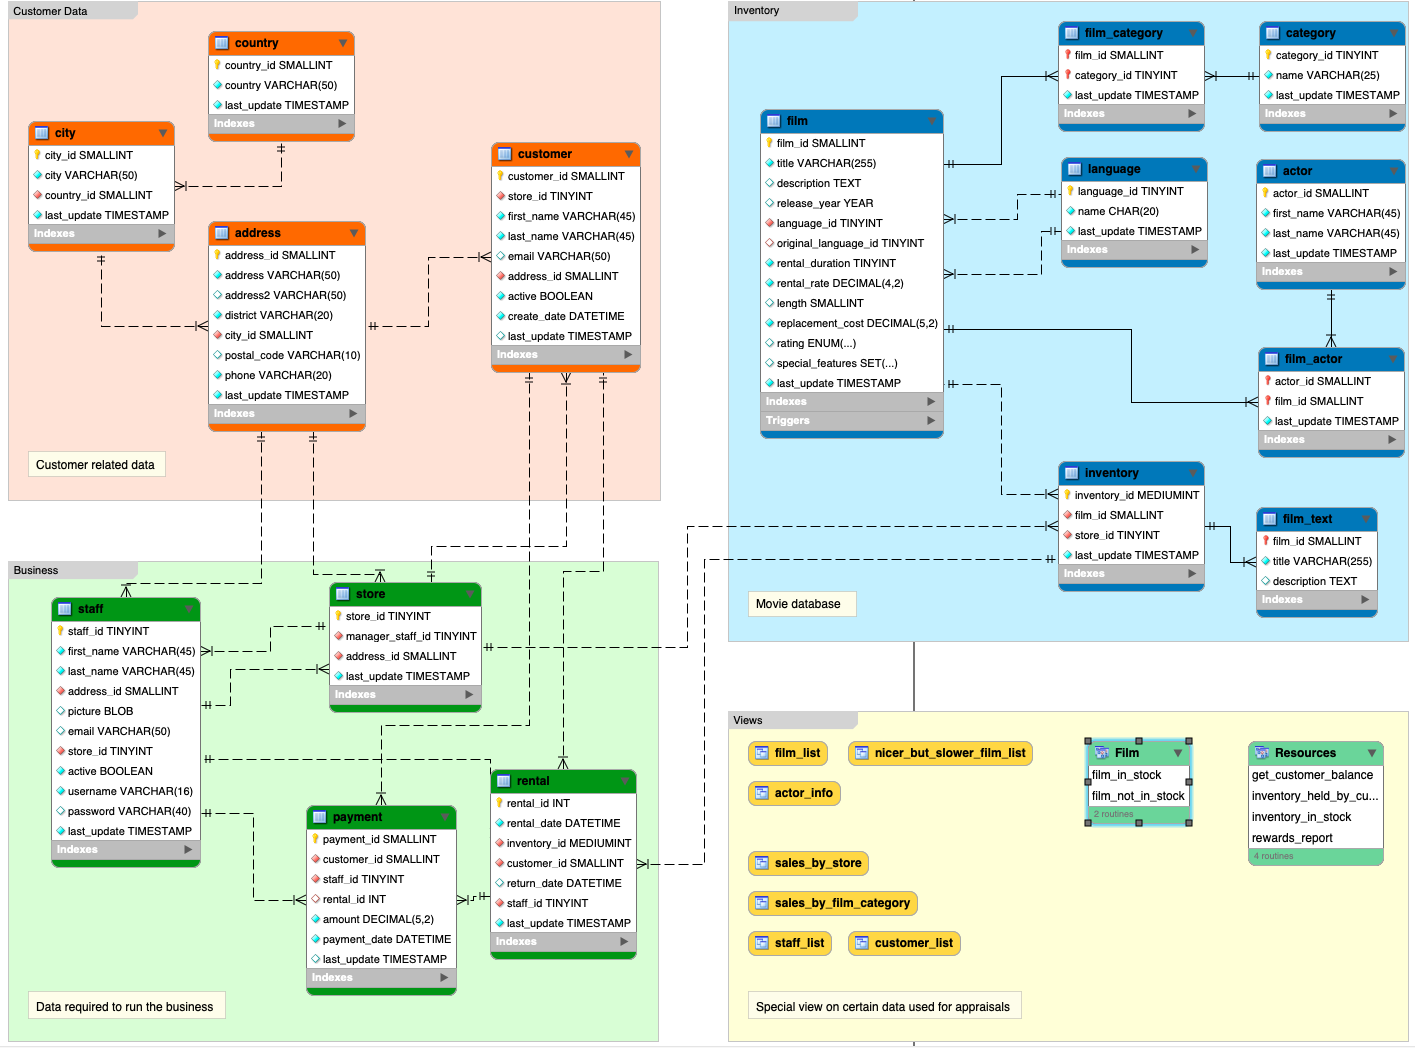 Customer Data
country
country_id SMALLINT
country VARCHAR(50)
last_update TIMESTAMP
Indexes
city
city_id SMALLINT
city VARCHAR(50)
country_id SMALLINT
last_update TIMESTAMP
Indexes
address
address_id SMALLINT
address VARCHAR(50)
address2 VARCHAR(50)
district VARCHAR(20)
city_id SMALLINT
postal_code VARCHAR(10)
phone VARCHAR(20)
last_update TIMESTAMP
Indexes
customer
customer_id SMALLINT
store_id TINYINT
first_name VARCHAR(45)
last_name VARCHAR(45)
email VARCHAR(50)
address_id SMALLINT
active BOOLEAN
create_date DATETIME
last_update TIMESTAMP
Indexes
Customer related data
Business
staff
staff_id TINYINT
first_name VARCHAR(45)
last_name VARCHAR(45)
address_id SMALLINT
picture BLOB
email VARCHAR(50)
store_id TINYINT
active BOOLEAN
username VARCHAR(16)
password VARCHAR(40)
last_update TIMESTAMP
Indexes
store
store_id TINYINT
manager_staff_id TINYINT
address_id SMALLINT
last_update TIMESTAMP
Indexes
payment
payment_id SMALLINT
customer_id SMALLINT
staff_id TINYINT
rental_id INT
amount DECIMAL(5,2)
payment_date DATETIME
last_update TIMESTAMP
Indexes
rental
rental_id INT
rental_date DATETIME
inventory_id MEDIUMINT
customer_id SMALLINT
return_date DATETIME
staff_id TINYINT
last_update TIMESTAMP
Indexes
Data required to run the business
Inventory
film
film_id SMALLINT
title VARCHAR(255)
description TEXT
release_year YEAR
language_id TINYINT
original_language_id TINYINT
rental_duration TINYINT
rental_rate DECIMAL(4,2)
length SMALLINT
replacement_cost DECIMAL(5,2)
rating ENUM(...)
special_features SET(...)
last_update TIMESTAMP
Indexes
Triggers
film_category
film_id SMALLINT
category_id TINYINT
last_update TIMESTAMP
Indexes
category
category_id TINYINT
name VARCHAR(25)
last_update TIMESTAMP
Indexes
language
language_id TINYINT
name CHAR(20)
last_update TIMESTAMP
Indexes
actor
actor_id SMALLINT
first_name VARCHAR(45)
last_name VARCHAR(45)
last_update TIMESTAMP
Indexes
film_actor
actor_id SMALLINT
film_id SMALLINT
last_update TIMESTAMP
Indexes
inventory
inventory_id MEDIUMINT
film_id SMALLINT
store_id TINYINT
last_update TIMESTAMP
Indexes
film_text
film_id SMALLINT
title VARCHAR(255)
description TEXT
Indexes
Movie database
Views
film_list
nicer_but_slower_film_list
actor_info
sales_by_store
sales_by_film_category
staff_list
customer_list
Film
film_in_stock
film_not_in_stock
2 routines
Resources
get_customer_balance
inventory_held_by_cu...
inventory_in_stock
rewards_report
4 routines
Special view on certain data used for appraisals